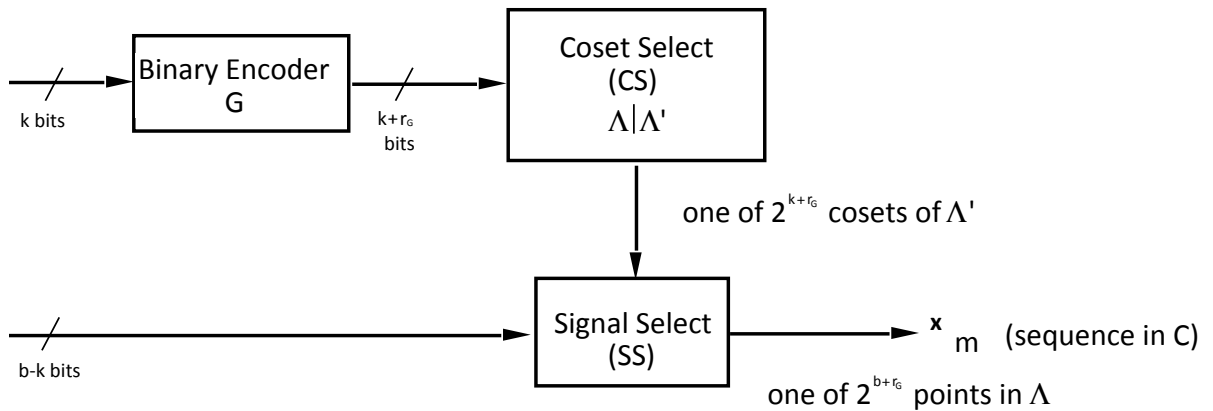 Binary Encoder
G
k bits
k+r_G
bits
Coset Select
(CS)
Λ|Λ'
one of 2^{k+r_G} cosets of Λ'
Signal Select
(SS)
b-k bits
x_m (sequence in C)
one of 2^{b+r_G} points in Λ